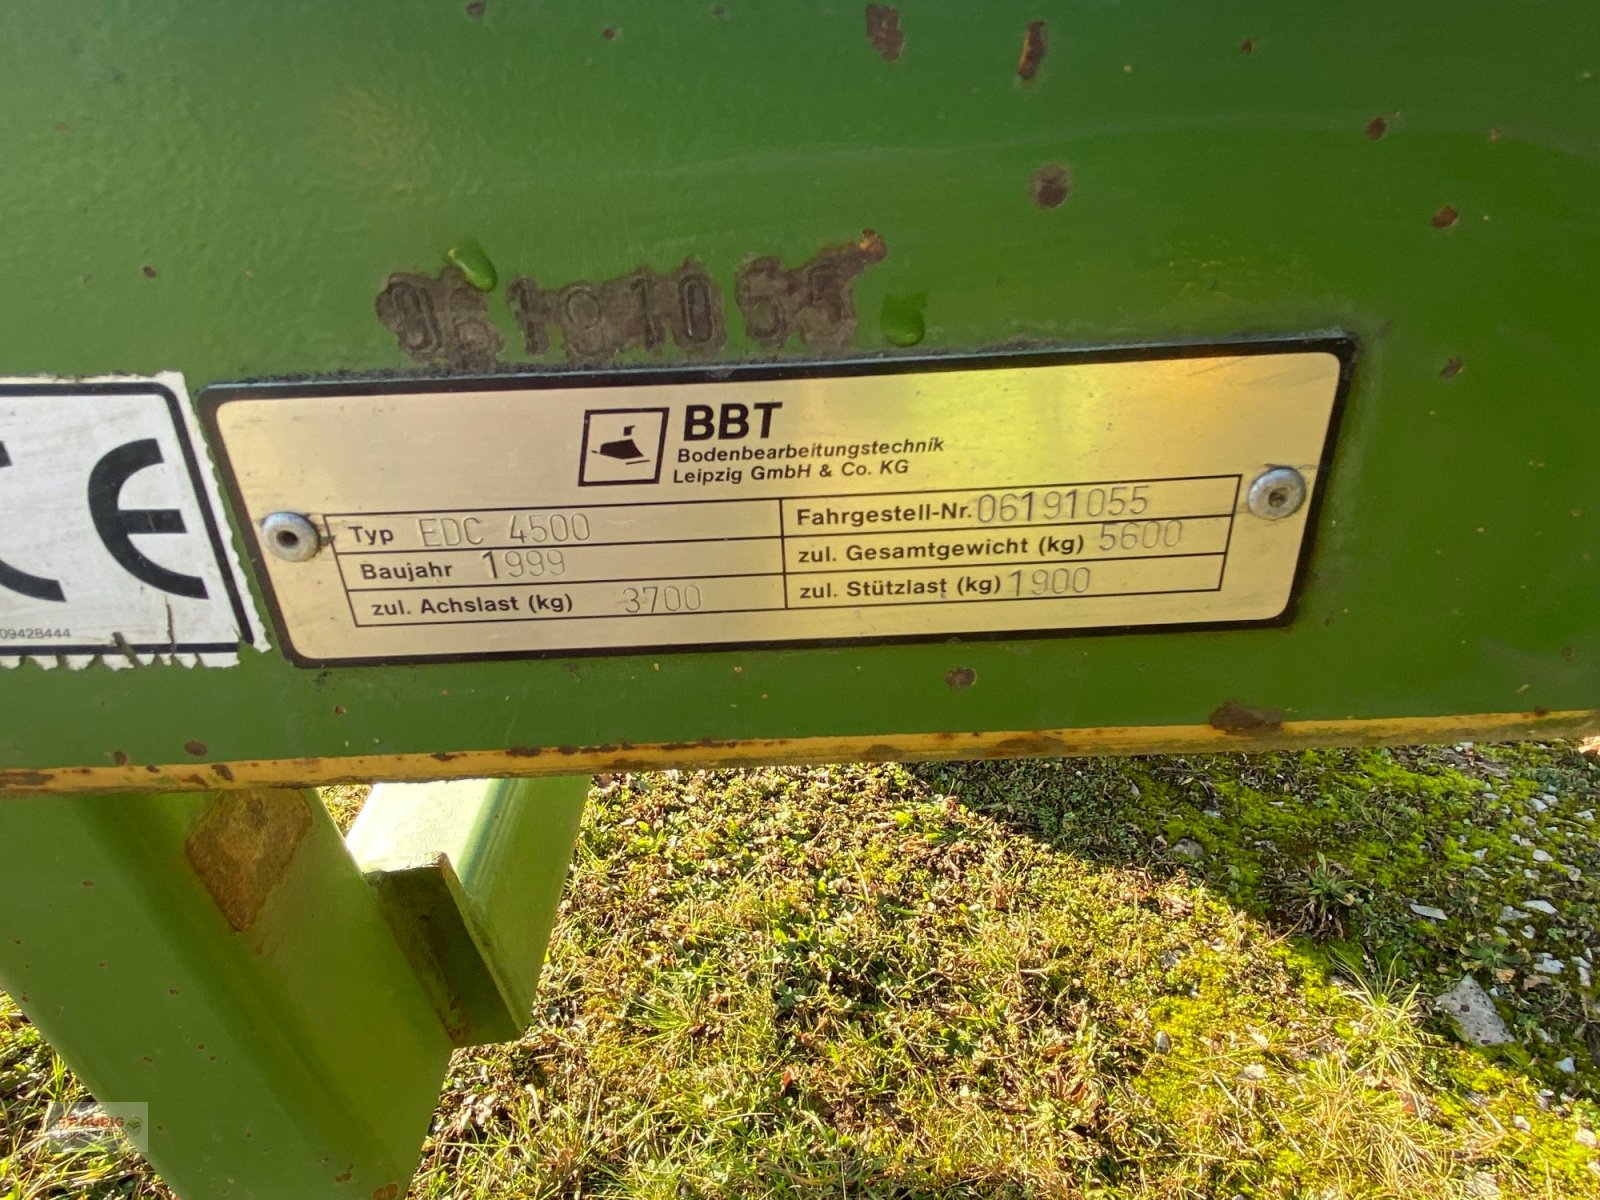 06191055
BBT
Bodenbearbeitungstechnik
Leipzig GmbH & Co. KG
Typ EDC 4500
Fahrgestell-Nr. 06191055
Baujahr 1999
zul. Gesamtgewicht (kg) 5600
zul. Achslast (kg) 3700
zul. Stützlast (kg) 1900
CE
09428444